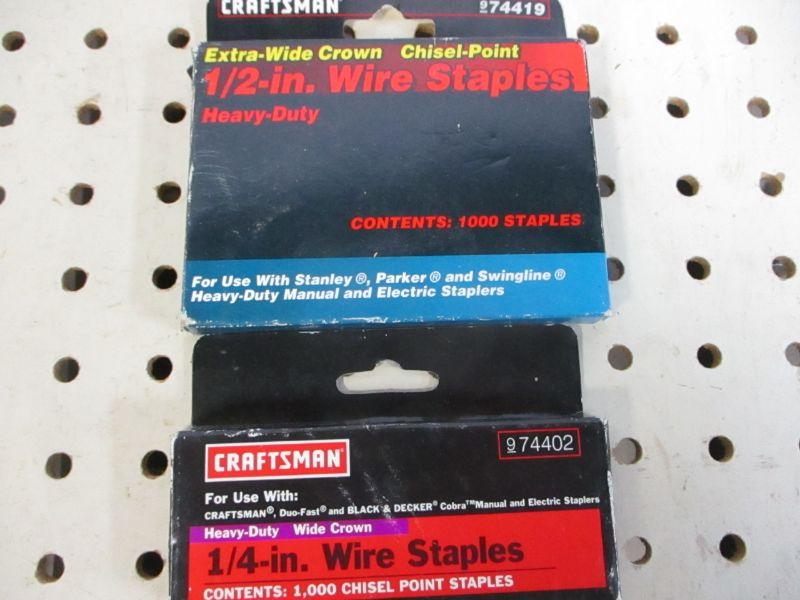 CRAFTSMAN 974419
Extra-Wide Crown Chisel-Point
1/2-in. Wire Staples
Heavy-Duty
CONTENTS: 1000 STAPLES
For Use With Stanley ®, Parker ® and Swingline ®
Heavy-Duty Manual and Electric Staplers
CRAFTSMAN 974402
For Use With:
CRAFTSMAN®, Duo-Fast® and BLACK & DECKER® Cobra™ Manual and Electric Staplers
Heavy-Duty Wide Crown
1/4-in. Wire Staples
CONTENTS: 1,000 CHISEL POINT STAPLES